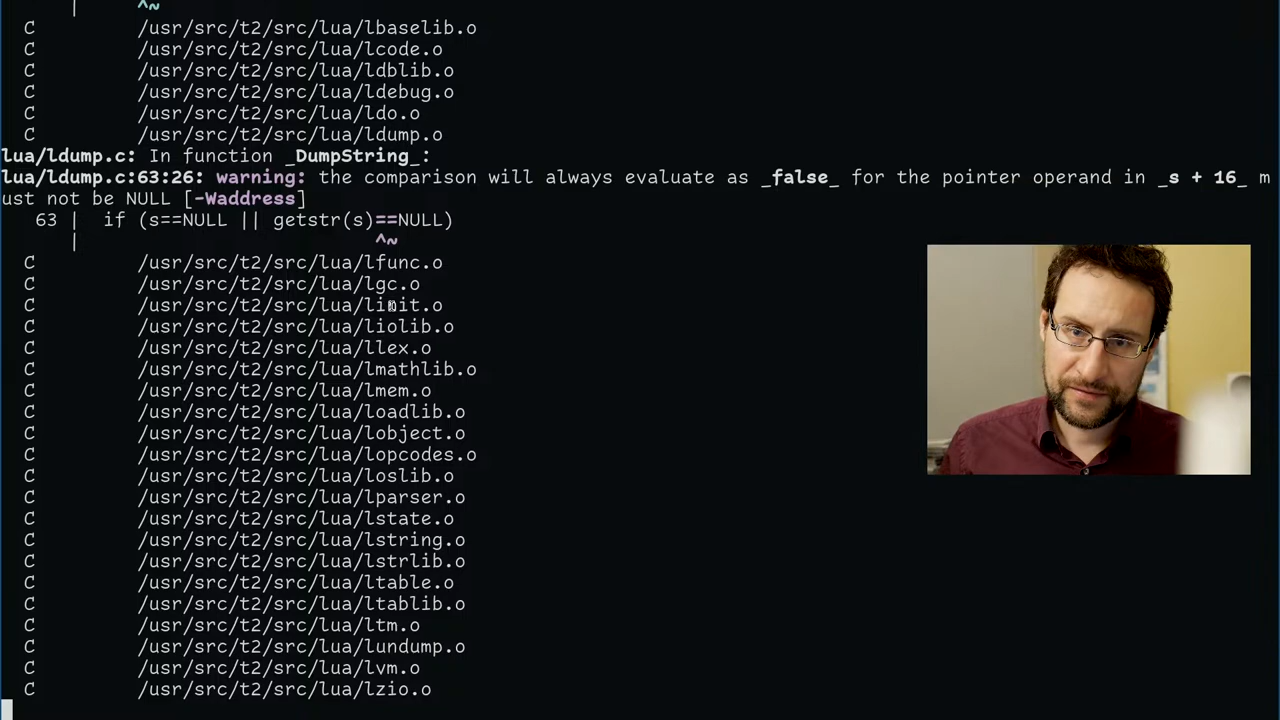 |       ^~
C /usr/src/t2/src/lua/lbaselib.o
C /usr/src/t2/src/lua/lcode.o
C /usr/src/t2/src/lua/ldblib.o
C /usr/src/t2/src/lua/ldebug.o
C /usr/src/t2/src/lua/ldo.o
C /usr/src/t2/src/lua/ldump.o
lua/ldump.c: In function _DumpString_:
lua/ldump.c:63:26: warning: the comparison will always evaluate as _false_ for the pointer operand in _s + 16_ m
ust not be NULL [-Waddress]
63 | if (s==NULL || getstr(s)==NULL)
| ^~
C /usr/src/t2/src/lua/lfunc.o
C /usr/src/t2/src/lua/lgc.o
C /usr/src/t2/src/lua/linit.o
C /usr/src/t2/src/lua/liolib.o
C /usr/src/t2/src/lua/llex.o
C /usr/src/t2/src/lua/lmathlib.o
C /usr/src/t2/src/lua/lmem.o
C /usr/src/t2/src/lua/loadlib.o
C /usr/src/t2/src/lua/lobject.o
C /usr/src/t2/src/lua/lopcodes.o
C /usr/src/t2/src/lua/loslib.o
C /usr/src/t2/src/lua/lparser.o
C /usr/src/t2/src/lua/lstate.o
C /usr/src/t2/src/lua/lstring.o
C /usr/src/t2/src/lua/lstrlib.o
C /usr/src/t2/src/lua/ltable.o
C /usr/src/t2/src/lua/ltablib.o
C /usr/src/t2/src/lua/ltm.o
C /usr/src/t2/src/lua/lundump.o
C /usr/src/t2/src/lua/lvm.o
C /usr/src/t2/src/lua/lzio.o